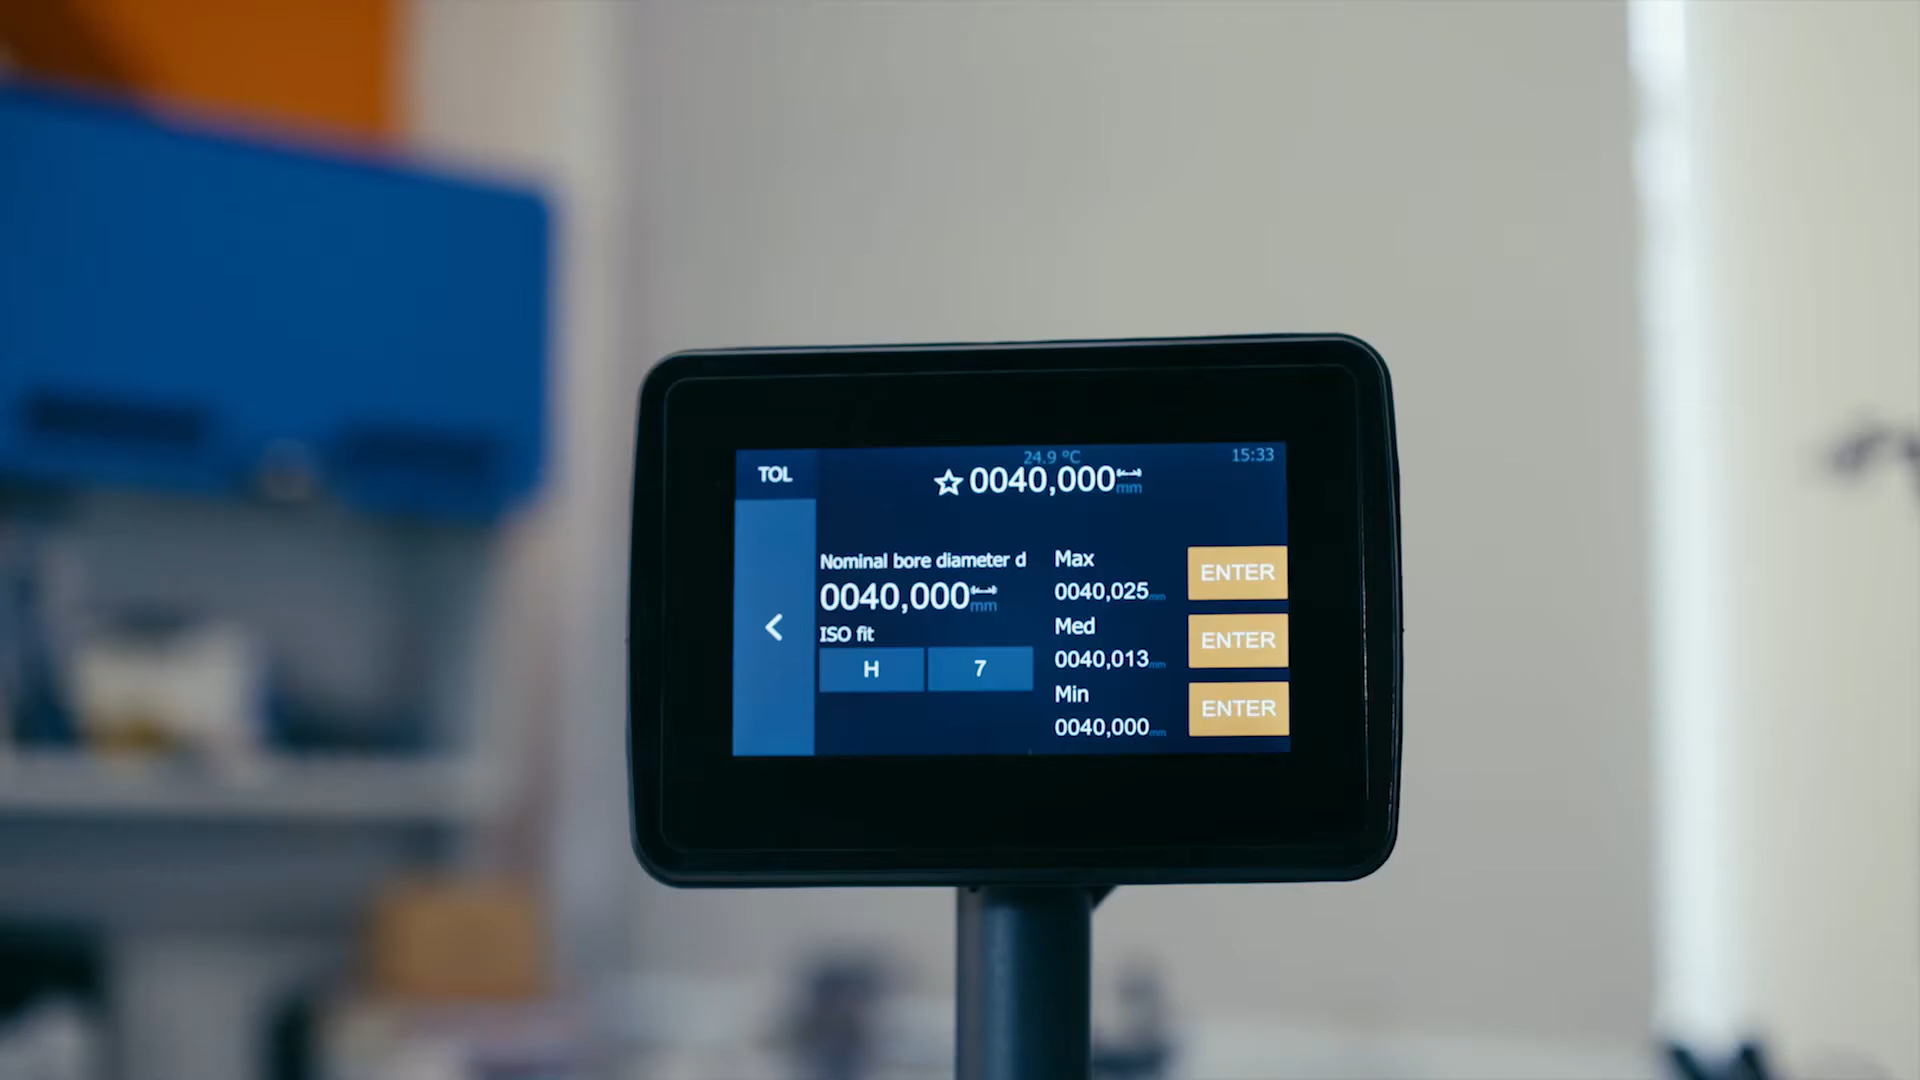 TOL
24.9 °C
15:33
☆0040,000 mm
Nominal bore diameter d
0040,000 mm
ISO fit
H 7
Max
0040,025 mm
ENTER
Med
0040,013 mm
ENTER
Min
0040,000 mm
ENTER